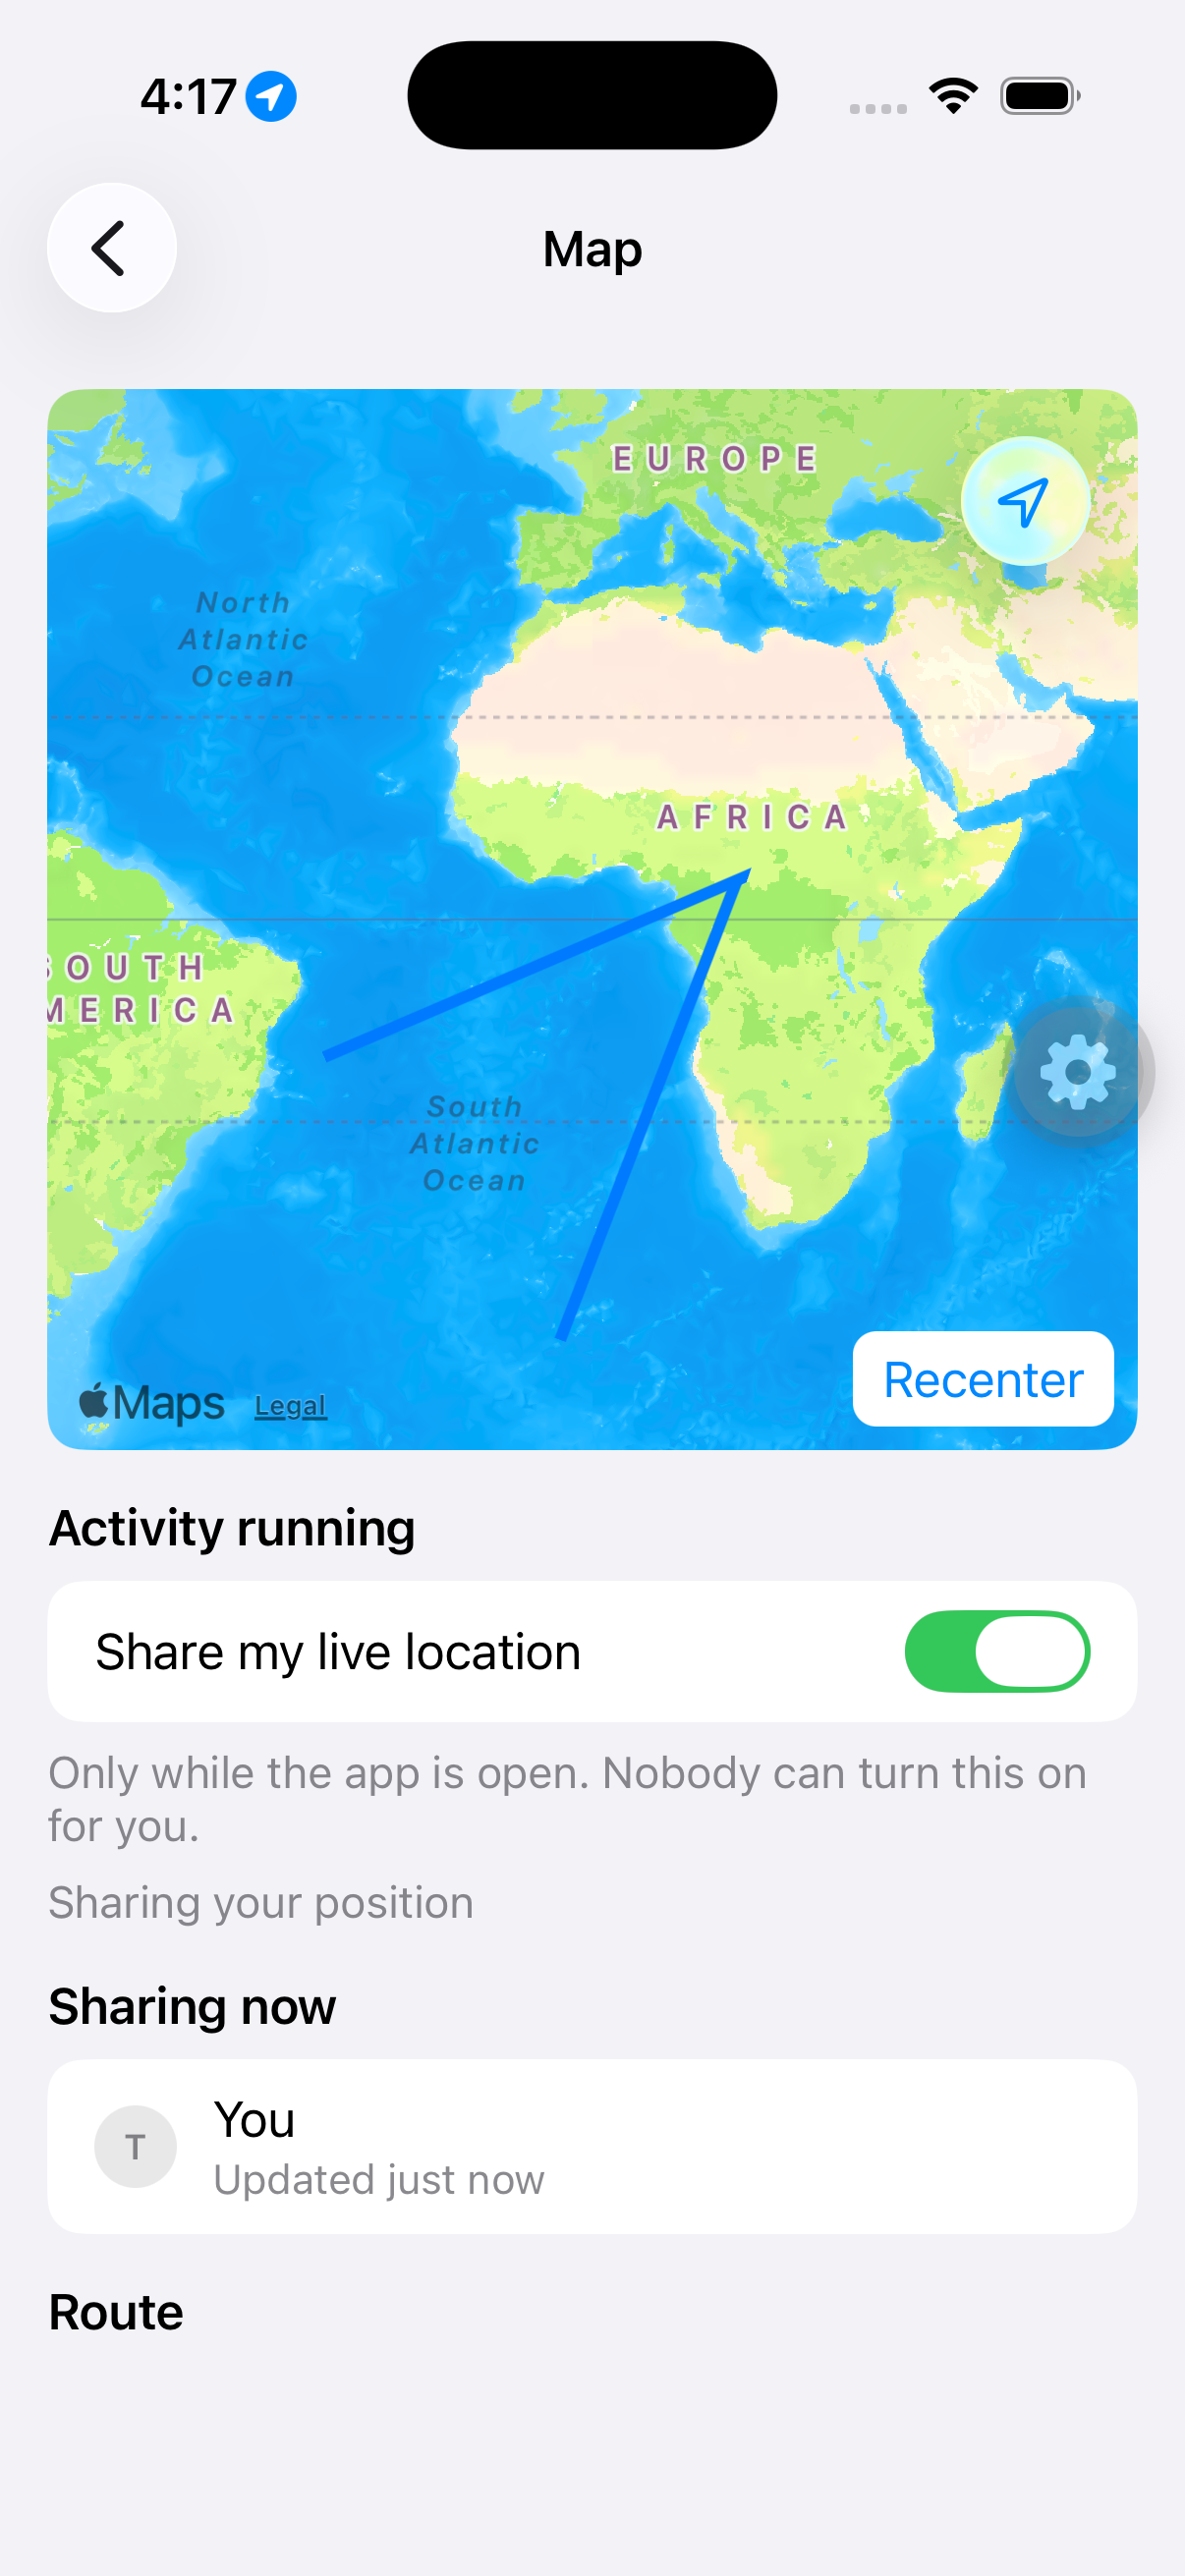 4:17
Map
EUROPE
North
Atlantic
Ocean
AFRICA
OUTH
MERICA
South
Atlantic
Ocean
Maps Legal
Recenter
Activity running
Share my live location
Only while the app is open. Nobody can turn this on
for you.
Sharing your position
Sharing now
T
You
Updated just now
Route